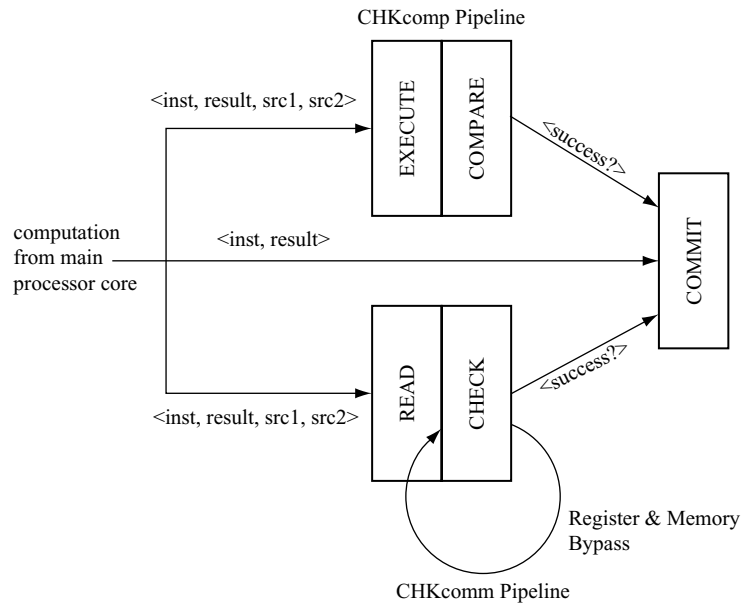 CHKcomp Pipeline
<inst, result, src1, src2>
EXECUTE
COMPARE
<success?>
computation
from main
processor core
<inst, result>
COMMIT
<success?>
<inst, result, src1, src2>
READ
CHECK
Register & Memory
Bypass
CHKcomm Pipeline